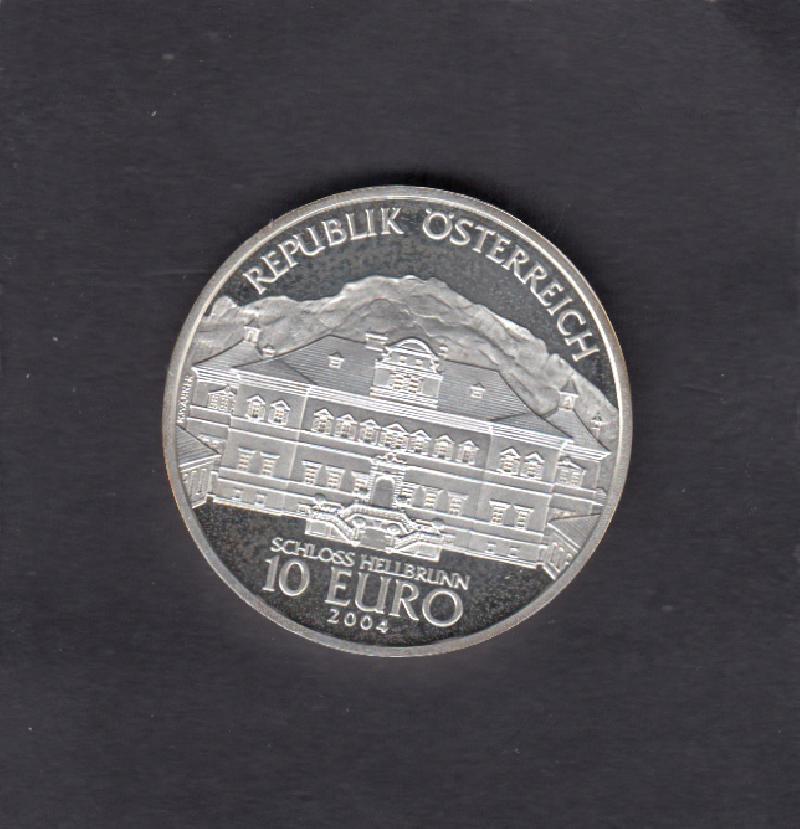 REPUBLIK ÖSTERREICH
SCHLOSS HELLBRUNN
10 EURO
2004